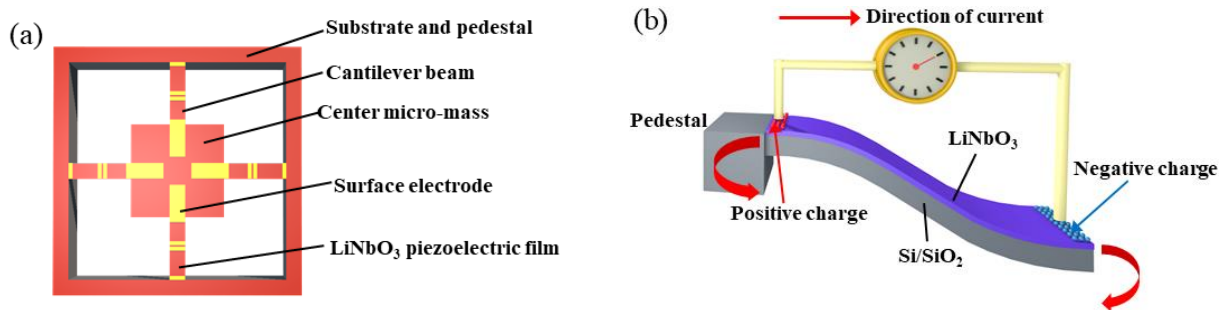 (a)
Substrate and pedestal
Cantilever beam
Center micro-mass
Surface electrode
LiNbO₃ piezoelectric film
(b)
Direction of current
Pedestal
LiNbO₃
Negative charge
Positive charge
Si/SiO₂